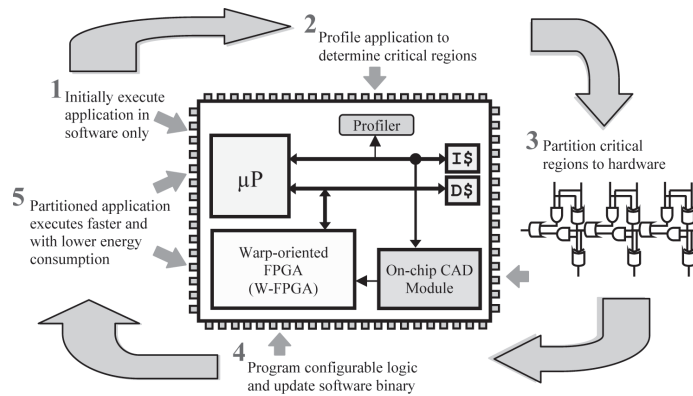 2 Profile application to
determine critical regions
1 Initially execute
application in
software only
Profiler
3 Partition critical
regions to hardware
µP
I$
D$
5 Partitioned application
executes faster and
with lower energy
consumption
Warp-oriented
FPGA
(W-FPGA)
On-chip CAD
Module
4 Program configurable logic
and update software binary